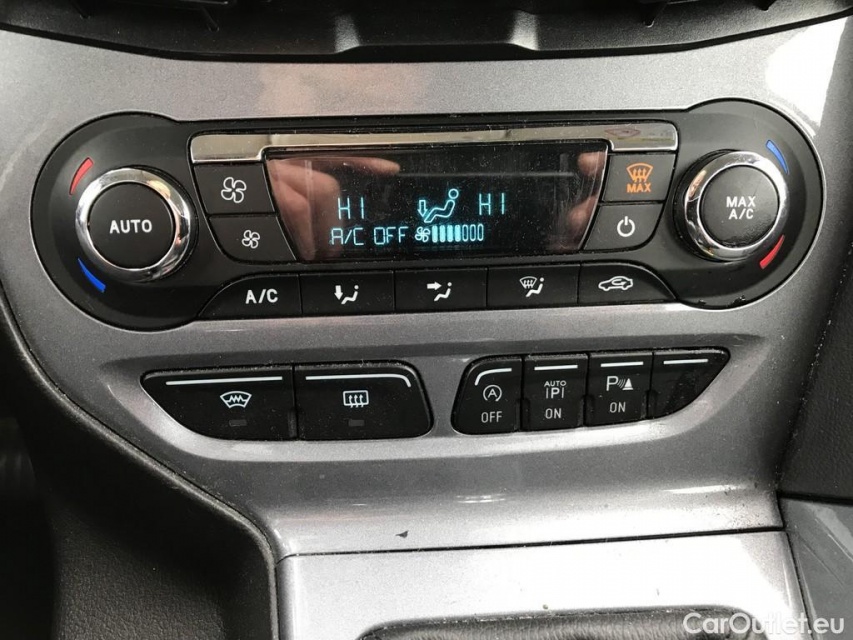 AUTO
HI HI
A/C OFF
MAX
MAX
A/C
A/C
OFF
AUTO
P
ON
P
ON
CarOutlet.eu